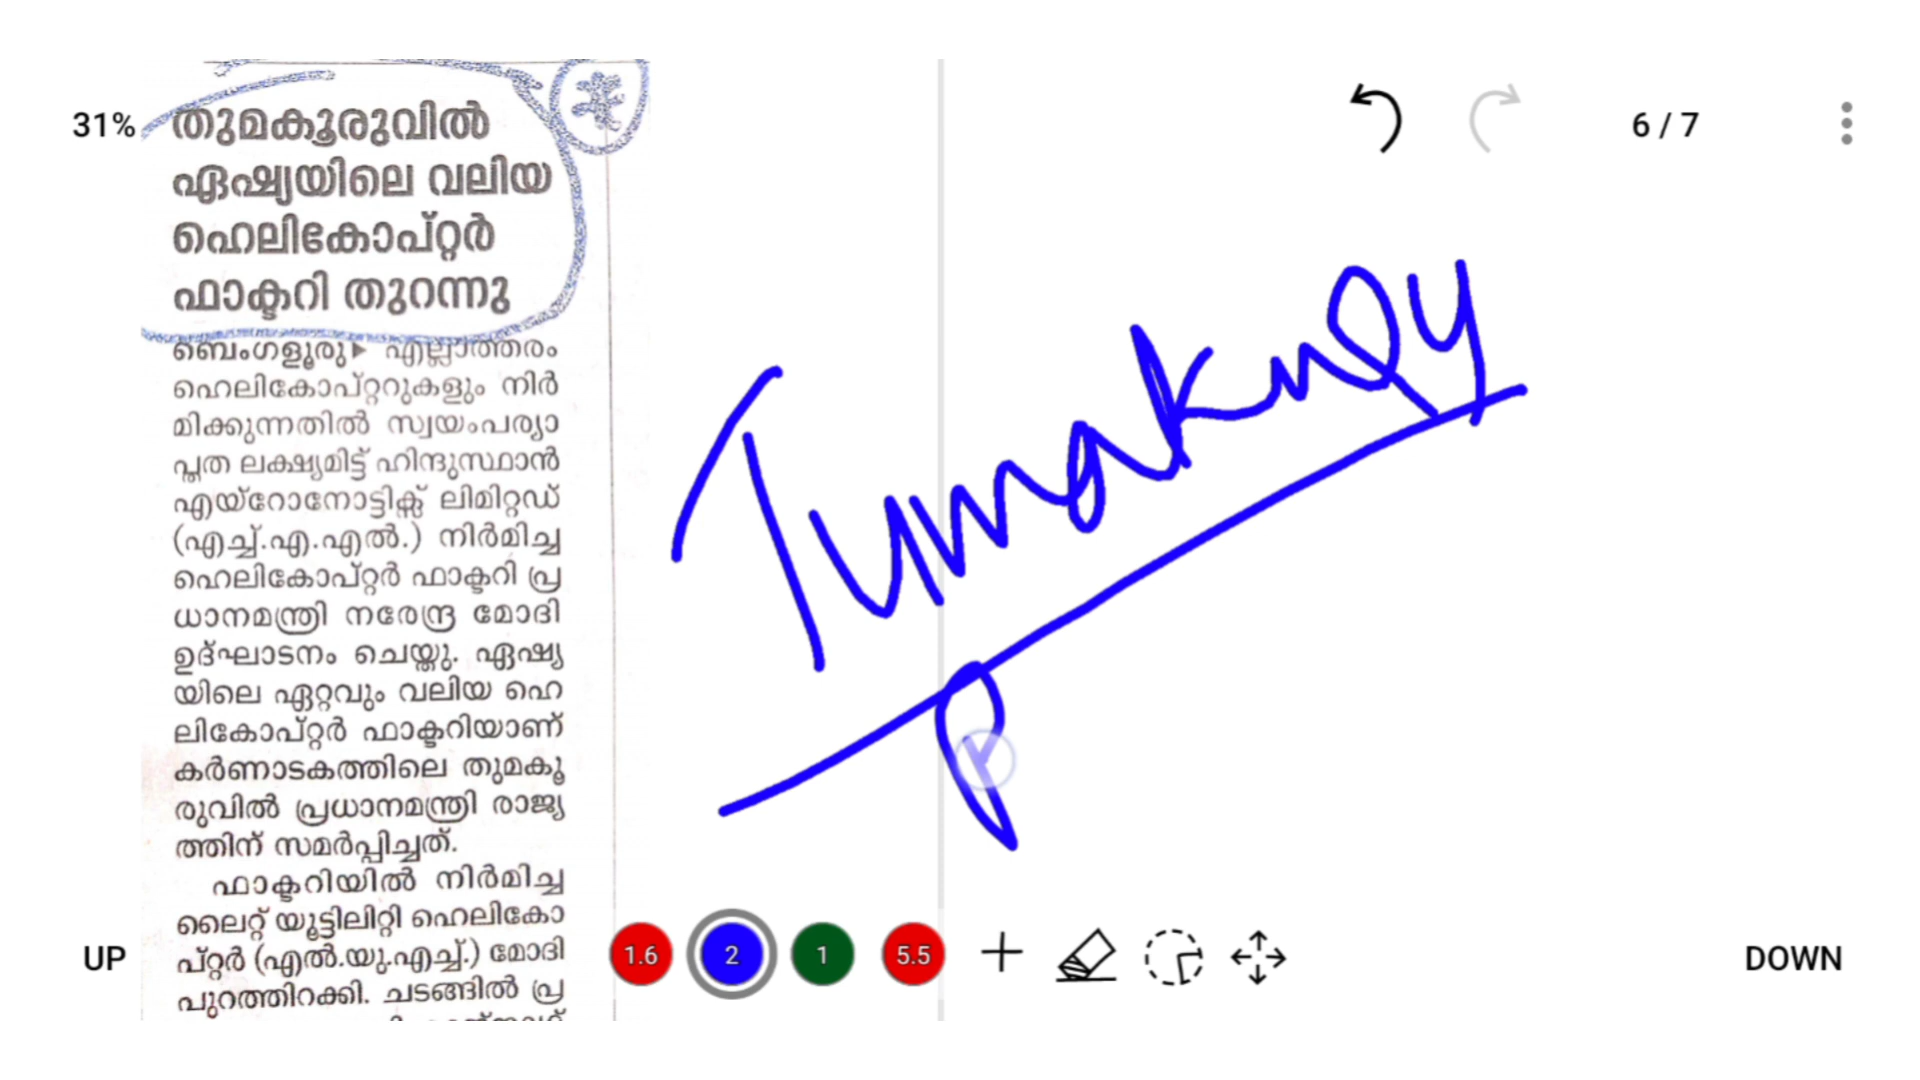 31%
6 / 7
തുമകൂരുവിൽ
ഏഷ്യയിലെ വലിയ
ഹെലികോപ്റ്റർ
ഫാക്ടറി തുറന്നു
ബെംഗളൂരു▶ എല്ലാത്തരം
ഹെലികോപ്റ്ററുകളും നിർ
മിക്കുന്നതിൽ സ്വയംപര്യാ
പ്തത ലക്ഷ്യമിട്ട് ഹിന്ദുസ്ഥാൻ
എയ്റോനോട്ടിക്സ് ലിമിറ്റഡ്
(എച്ച്.എ.എൽ.) നിർമിച്ച
ഹെലികോപ്റ്റർ ഫാക്ടറി പ്ര
ധാനമന്ത്രി നരേന്ദ്ര മോദി
ഉദ്ഘാടനം ചെയ്തു. ഏഷ്യ
യിലെ ഏറ്റവും വലിയ ഹെ
ലികോപ്റ്റർ ഫാക്ടറിയാണ്
കർണാടകത്തിലെ തുമകൂ
രുവിൽ പ്രധാനമന്ത്രി രാജ്യ
ത്തിന് സമർപ്പിച്ചത്.
ഫാക്ടറിയിൽ നിർമിച്ച
ലൈറ്റ് യൂട്ടിലിറ്റി ഹെലികോ
പ്റ്റർ (എൽ.യു.എച്ച്.) മോദി
പുറത്തിറക്കി. ചടങ്ങിൽ പ്ര
UP
1.6
2
1
5.5
DOWN